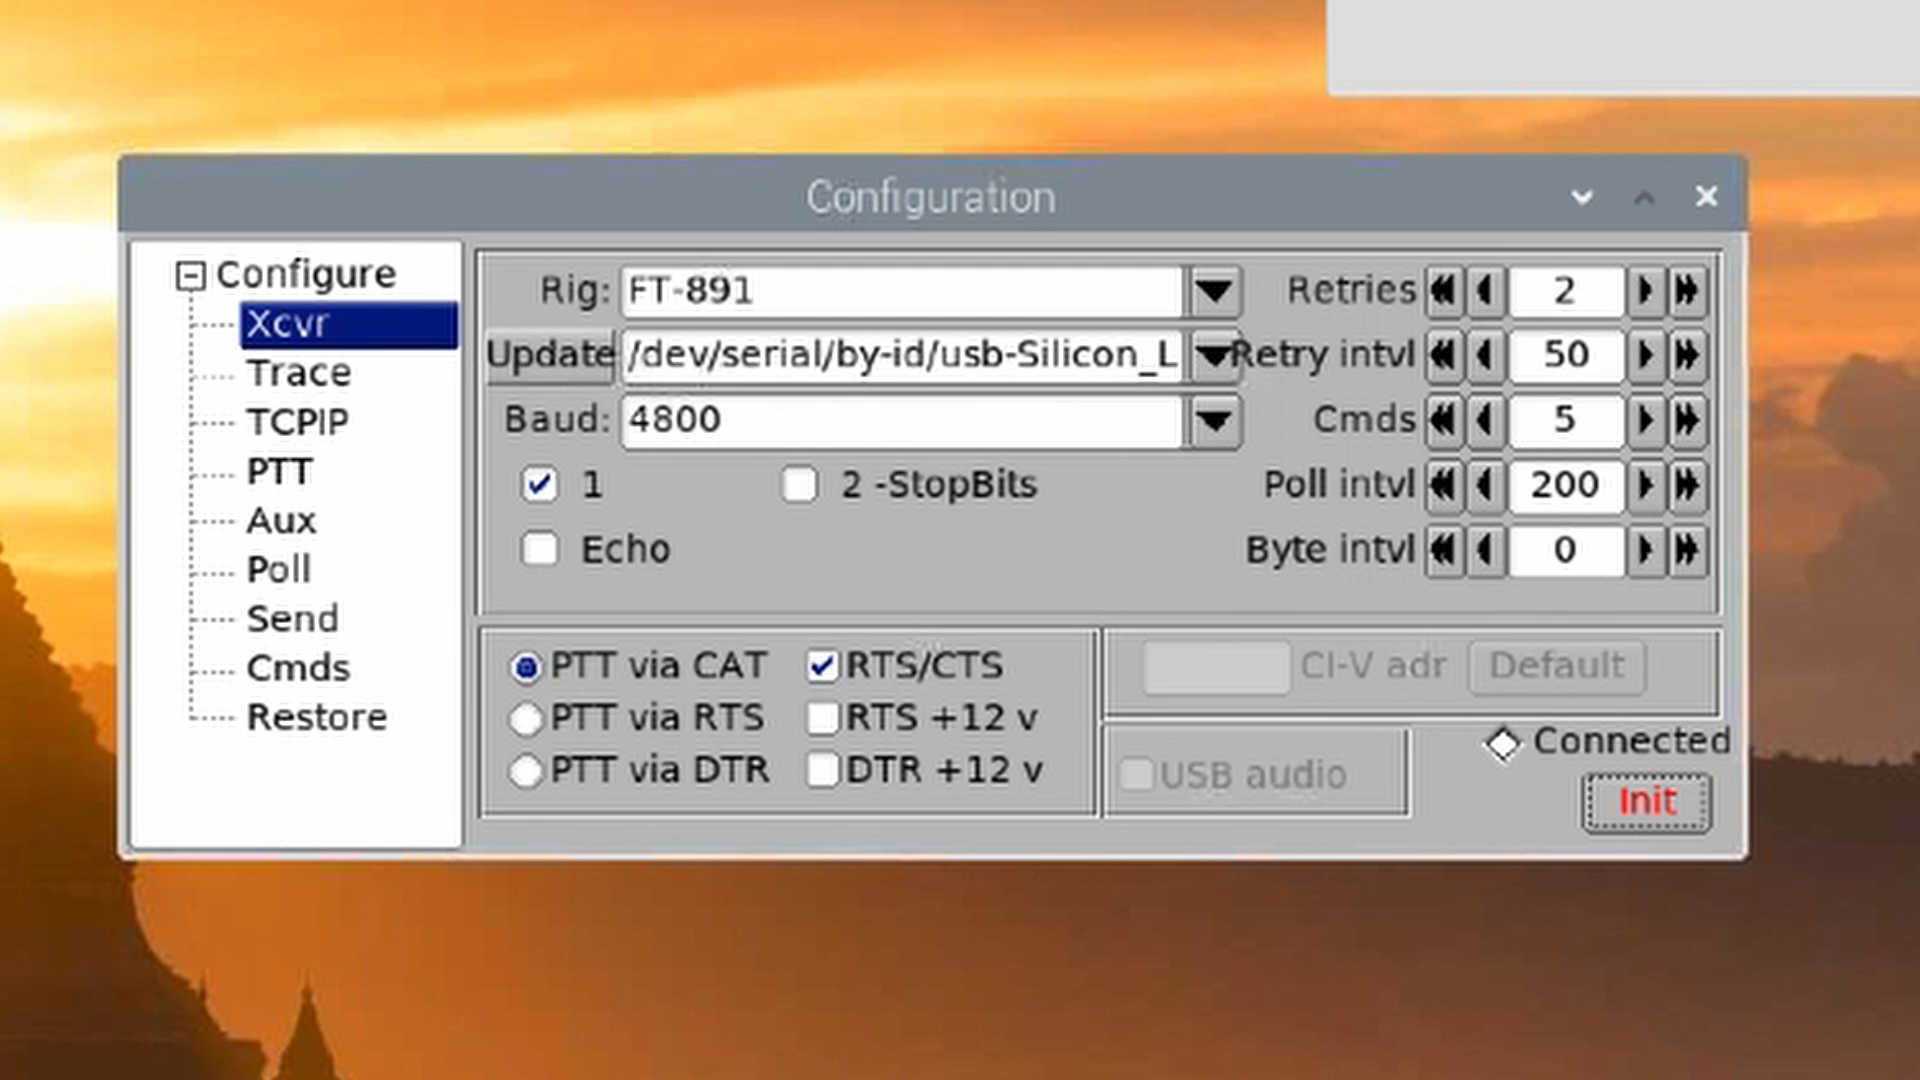 Configuration
Configure
Xcvr
Trace
TCPIP
PTT
Aux
Poll
Send
Cmds
Restore
Rig: FT-891 Retries 2
Update /dev/serial/by-id/usb-Silicon_L Retry intvl 50
Baud: 4800 Cmds 5
1 2 -StopBits Poll intvl 200
Echo Byte intvl 0
PTT via CAT RTS/CTS CI-V adr Default
PTT via RTS RTS +12 v Connected
PTT via DTR DTR +12 v USB audio Init